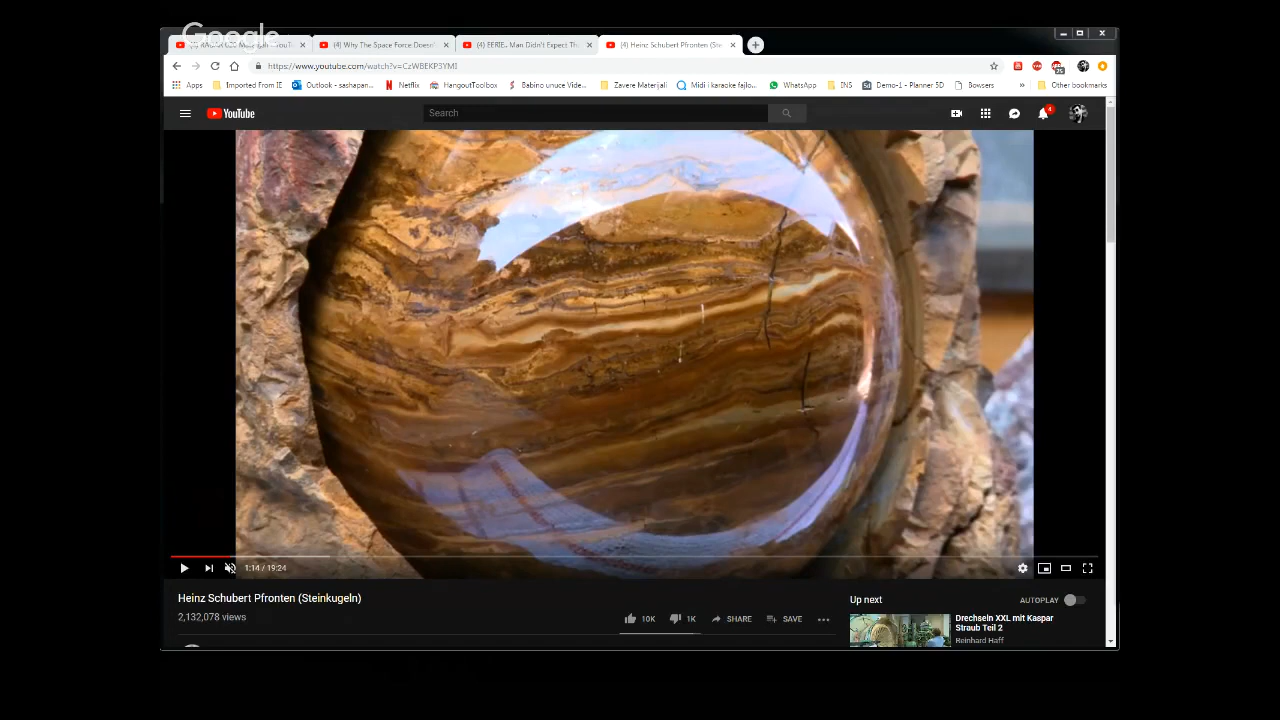 Google
(4) Why The Space Force Doesn'
(4) EERIE.. Man Didn't Expect Th
(4) Heinz Schubert Pfronten (Ste
https://www.youtube.com/watch?v=CzWBEKP3YMI
Apps
Imported From IE
Outlook - sashapan...
Netflix
HangoutToolbox
Babino unuce Vide...
Zavere Materijali
Midi i karaoke fajlo...
WhatsApp
INS
Demo-1 - Planner 5D
Bowsers
Other bookmarks
YouTube
Search
4
1:14 / 19:24
Heinz Schubert Pfronten (Steinkugeln)
2,132,078 views
10K
1K
SHARE
SAVE
Up next
AUTOPLAY
Drechseln XXL mit Kaspar
Straub Teil 2
Reinhard Haff